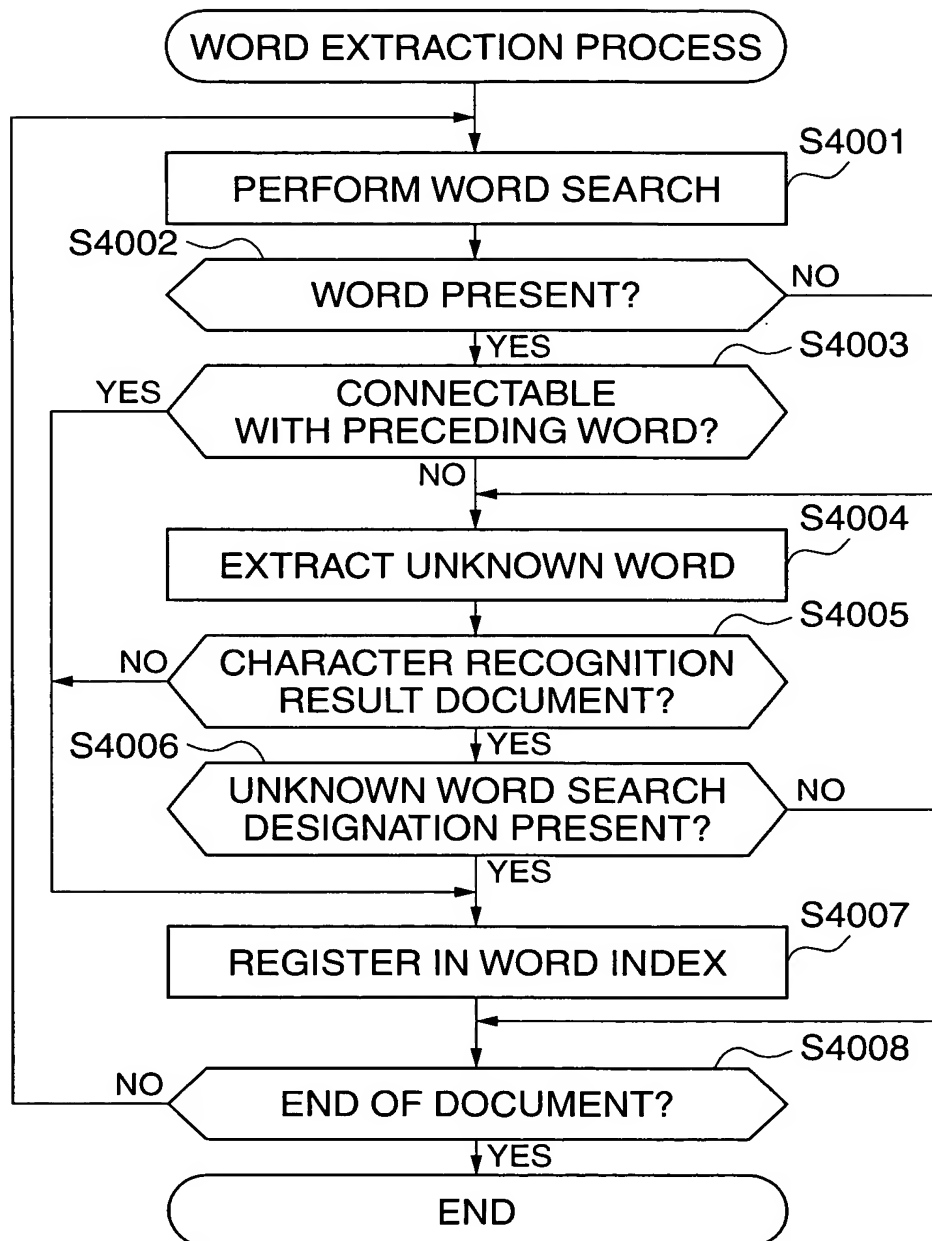 WORD EXTRACTION PROCESS
S4001
PERFORM WORD SEARCH
S4002
WORD PRESENT?
NO
YES
S4003
YES
CONNECTABLE
WITH PRECEDING WORD?
NO
S4004
EXTRACT UNKNOWN WORD
S4005
NO
CHARACTER RECOGNITION
RESULT DOCUMENT?
YES
S4006
UNKNOWN WORD SEARCH
DESIGNATION PRESENT?
NO
YES
S4007
REGISTER IN WORD INDEX
S4008
NO
END OF DOCUMENT?
YES
END